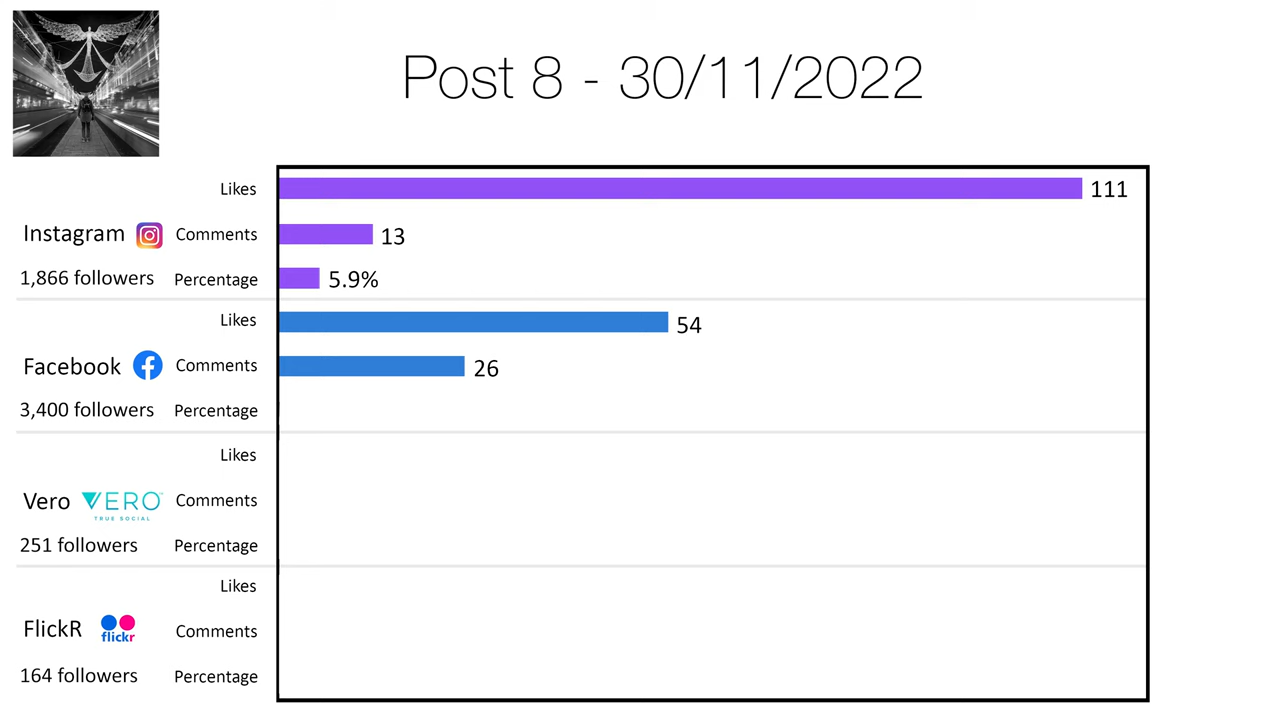 Post 8 - 30/11/2022
Likes 111
Instagram Comments 13
1,866 followers Percentage 5.9%
Likes 54
Facebook Comments 26
3,400 followers Percentage
Likes
Vero VERO Comments
TRUE SOCIAL
251 followers Percentage
Likes
FlickR flickr Comments
164 followers Percentage